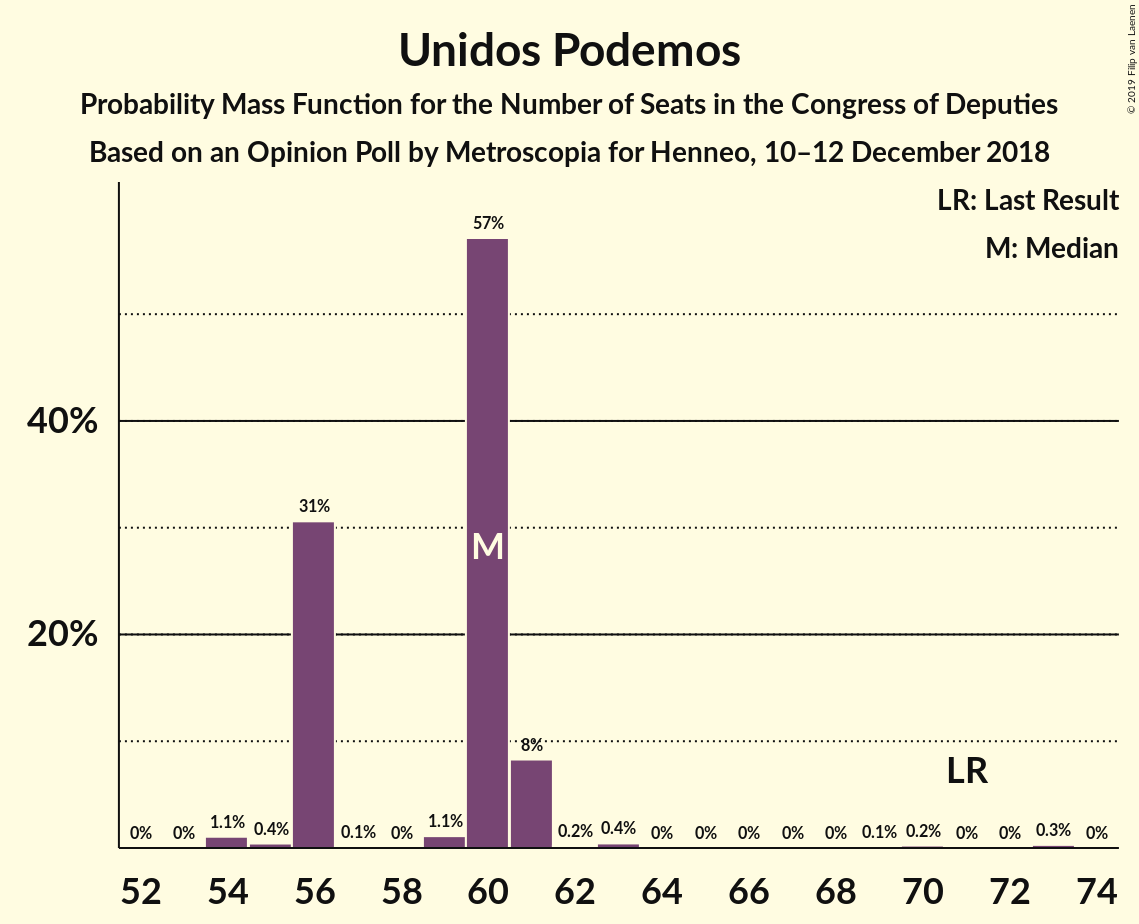 Unidos Podemos
Probability Mass Function for the Number of Seats in the Congress of Deputies
Based on an Opinion Poll by Metroscopia for Henneo, 10–12 December 2018
© 2019 Filip van Laenen
LR: Last Result
M: Median
57%
40%
31%
M
20%
8%
LR
0% 0% 1.1% 0.4% 0.1% 0% 1.1% 0.2% 0.4% 0% 0% 0% 0% 0% 0.1% 0.2% 0% 0% 0.3% 0%
52 54 56 58 60 62 64 66 68 70 72 74